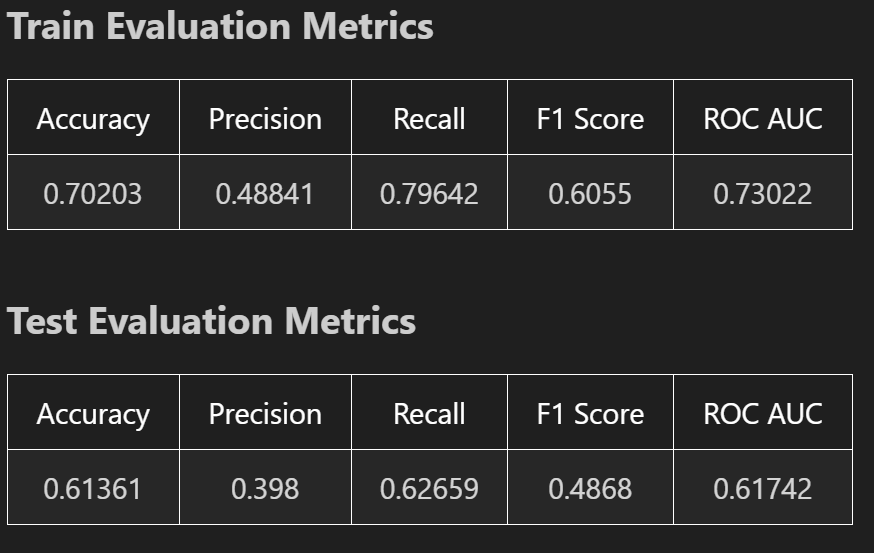 Train Evaluation Metrics
Accuracy Precision Recall F1 Score ROC AUC
0.70203 0.48841 0.79642 0.6055 0.73022
Test Evaluation Metrics
Accuracy Precision Recall F1 Score ROC AUC
0.61361 0.398 0.62659 0.4868 0.61742